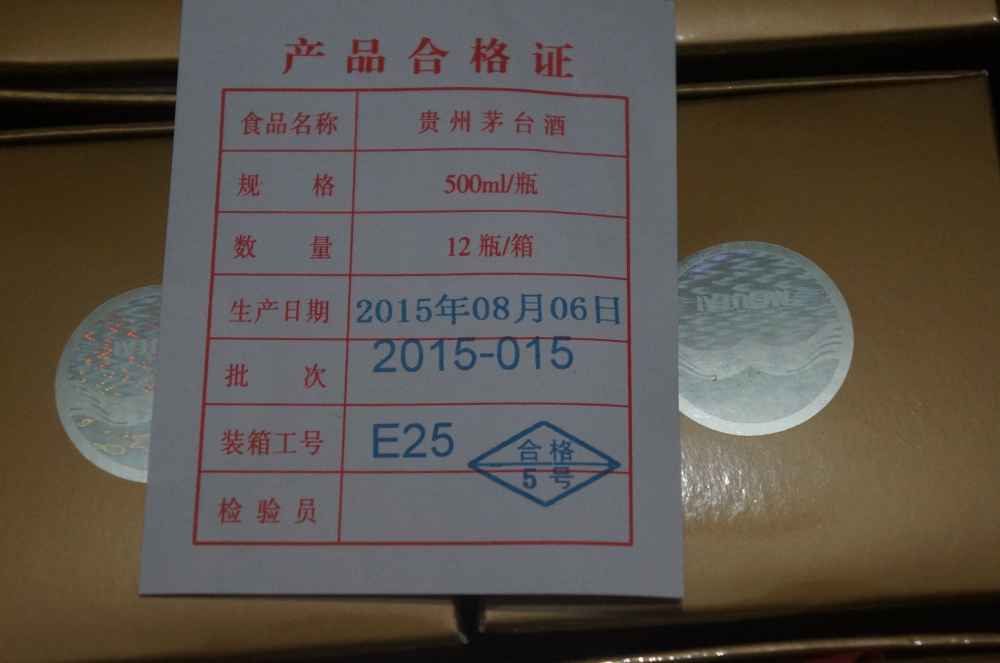 产品合格证
食品名称 贵州茅台酒
规 格 500ml/瓶
数 量 12 瓶/箱
生产日期 2015年08月06日
批 次 2015-015
装箱工号 E25
检验员
合格
5号